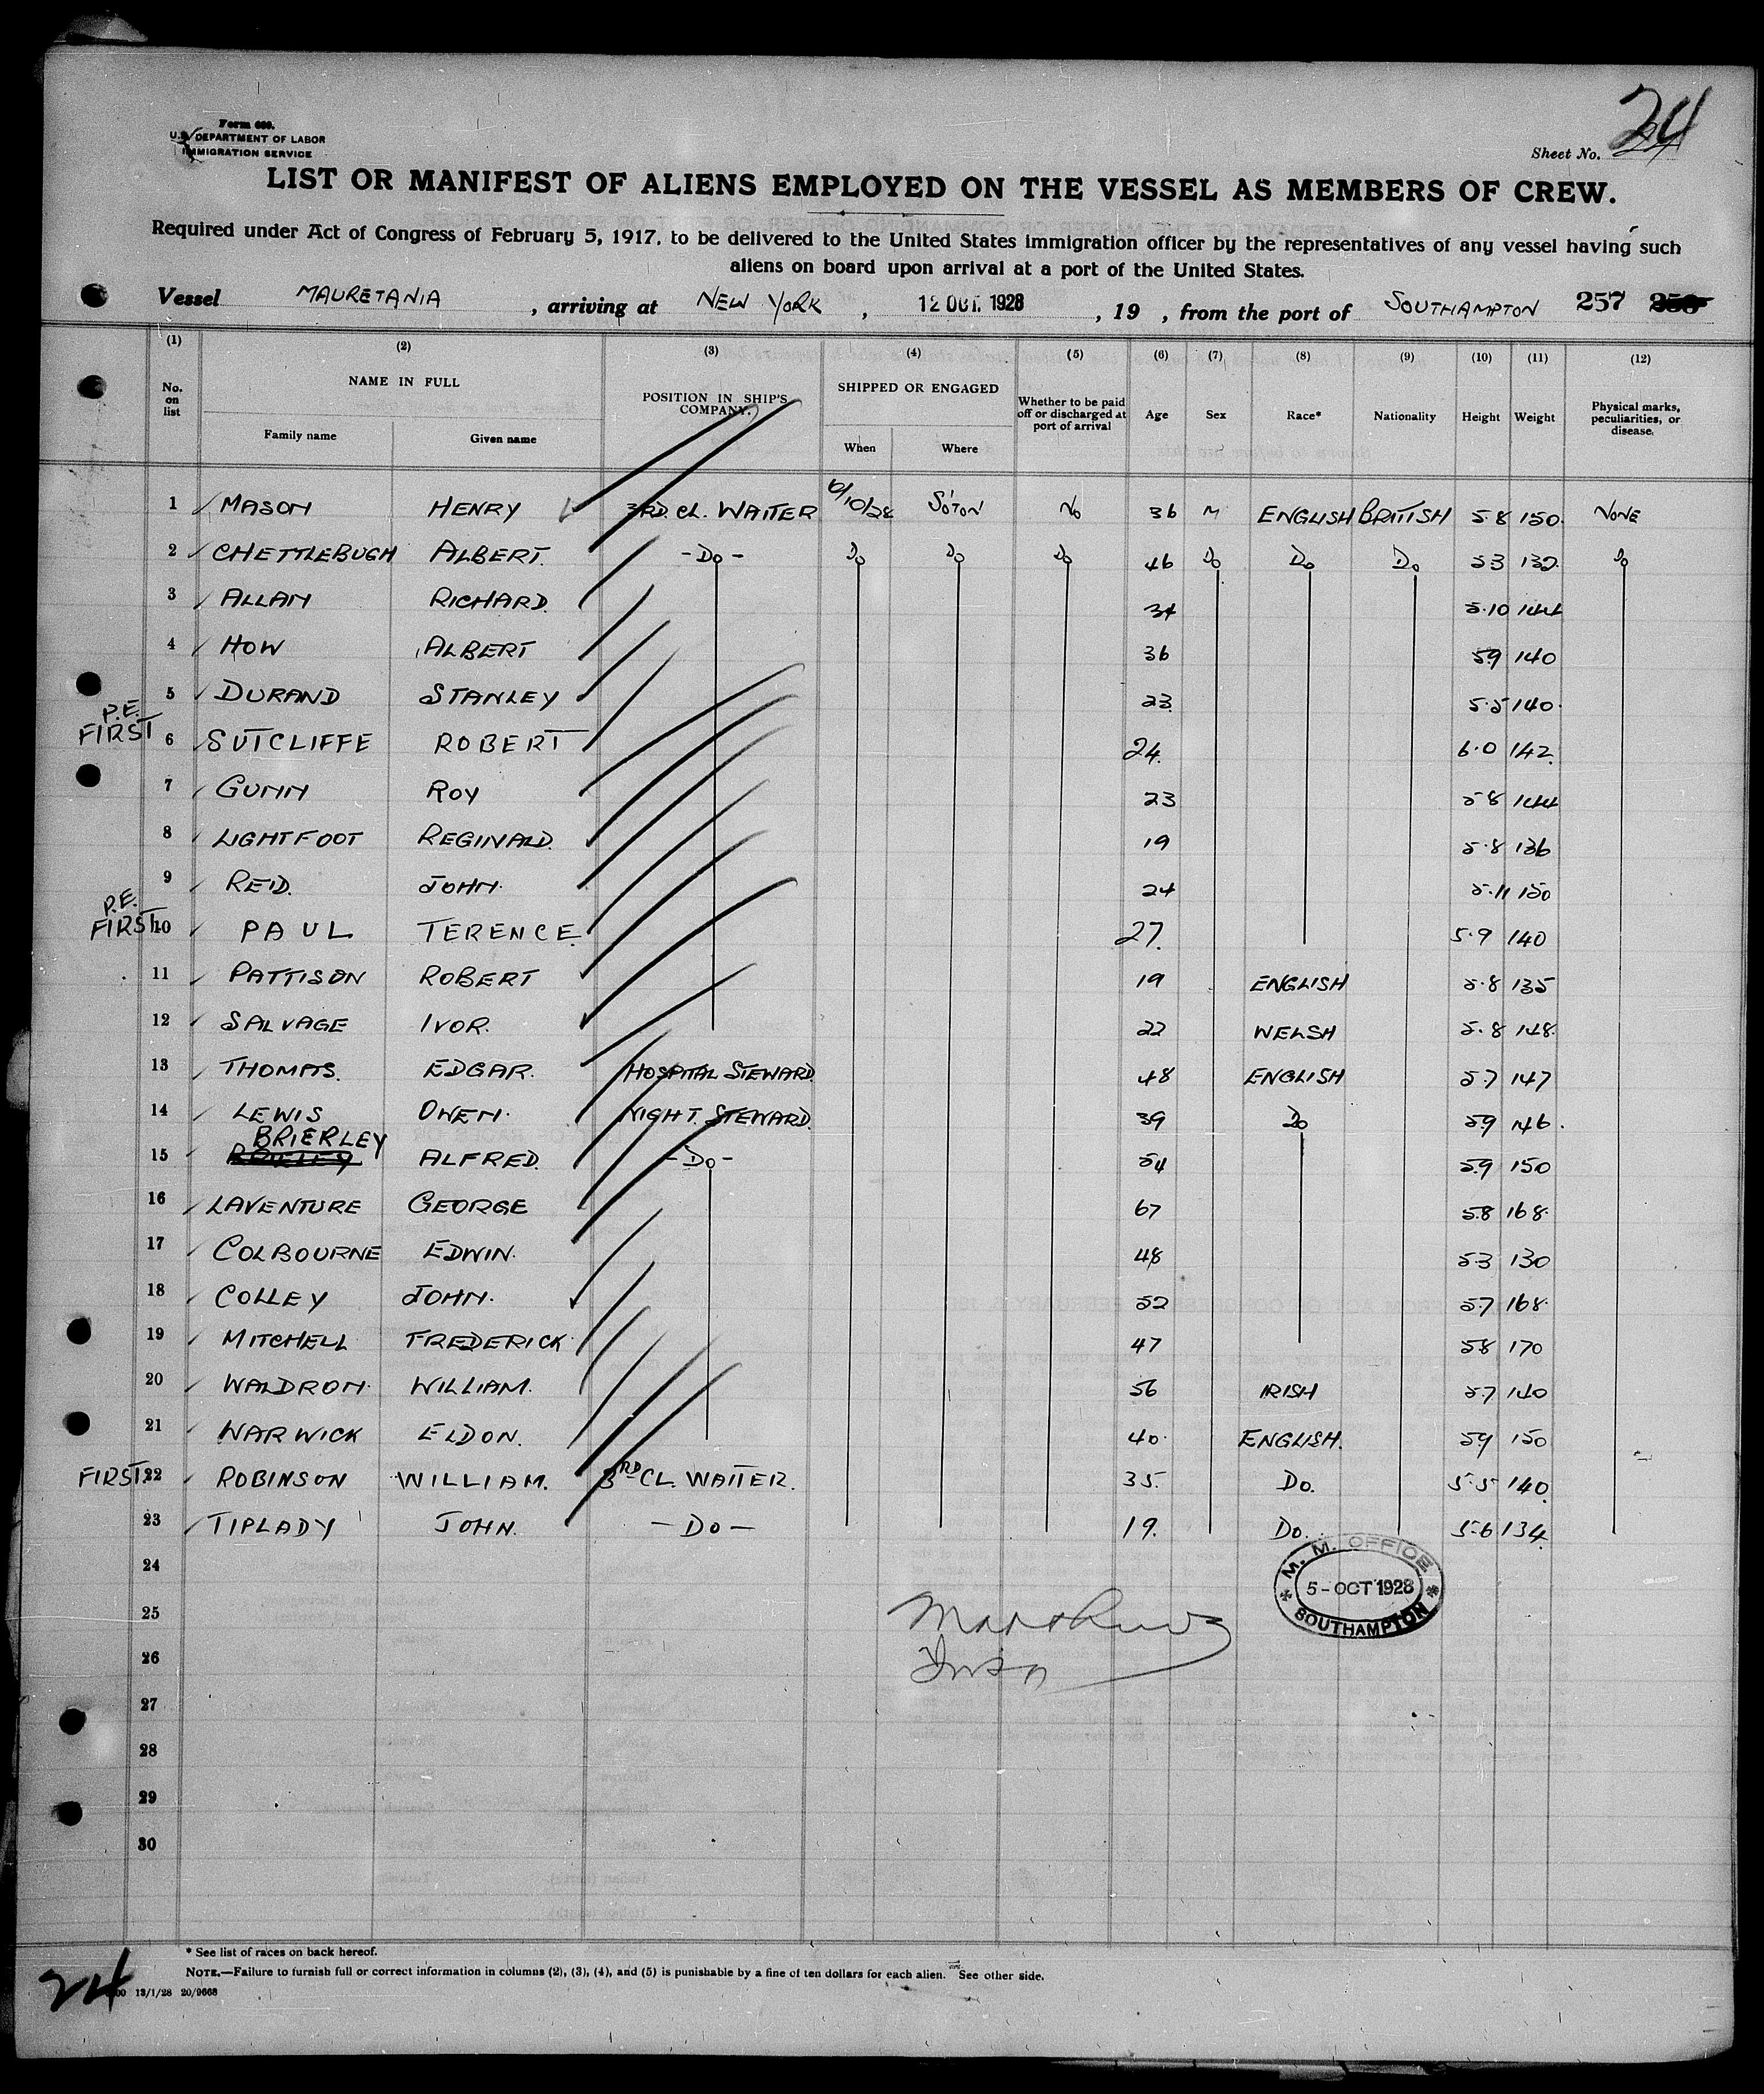 Form 689.
U.S. DEPARTMENT OF LABOR
IMMIGRATION SERVICE
24
Sheet No.
LIST OR MANIFEST OF ALIENS EMPLOYED ON THE VESSEL AS MEMBERS OF CREW.
Required under Act of Congress of February 5, 1917, to be delivered to the United States immigration officer by the representatives of any vessel having such
aliens on board upon arrival at a port of the United States.
Vessel MAURETANIA , arriving at NEW YORK , 12 OCT. 1928 , 19 , from the port of SOUTHAMPTON 257
(1) (2) (3) (4) (5) (6) (7) (8) (9) (10) (11) (12)
No. on list NAME IN FULL Family name Given name POSITION IN SHIP'S COMPANY. SHIPPED OR ENGAGED When Where Whether to be paid off or discharged at port of arrival Age Sex Race* Nationality Height Weight Physical marks, peculiarities, or disease.
1 MASON HENRY 3RD. CL. WAITER 6/10/28 S'OTON No 36 M ENGLISH BRITISH 5 8 150 NONE
2 CHETTLEBUGH ALBERT. -Do- Do Do Do 46 Do Do Do 5 3 132 Do
3 ALLAN RICHARD. 34 5.10 144
4 HOW ALBERT 36 5.9 140
5 DURAND STANLEY 23 5.5 140
P.E. FIRST 6 SUTCLIFFE ROBERT 24. 6.0 142.
7 GUNN ROY 23 5 8 144
8 LIGHTFOOT REGINALD. 19 5.8 136
9 REID. JOHN. 24 5.11 150
P.E. FIRST 10 PAUL TERENCE. 27. 5.9 140
11 PATTISON ROBERT 19 ENGLISH 5.8 135
12 SALVAGE IVOR. 22 WELSH 5.8 148.
13 THOMAS. EDGAR. HOSPITAL STEWARD. 48 ENGLISH 5.7 147
14 LEWIS OWEN. NIGHT. STEWARD. 39 Do 5.9 146.
BRIERLEY
15 ALFRED. -Do- 54 5.9 150
16 LAVENTURE GEORGE 67 5.8 168.
17 COLBOURNE EDWIN. 48 5.3 130
18 COLLEY JOHN. 52 5.7 168.
19 MITCHELL FREDERICK. 47 5.8 170
20 WALDRON. WILLIAM. 56 IRISH 5.7 140
21 WARWICK ELDON. 40. ENGLISH. 5.9 150
FIRST 22 ROBINSON WILLIAM. 3RD CL. WAITER. 35. Do. 5.5 140.
23 TIPLADY JOHN. -Do- 19. Do. 5.6 134.
24
25
26
27
28
29
30
M. M. OFFICE
5-OCT 1928
SOUTHAMPTON
* See list of races on back hereof.
NOTE.—Failure to furnish full or correct information in columns (2), (3), (4), and (5) is punishable by a fine of ten dollars for each alien. See other side.
24
13/1/28 20/9668